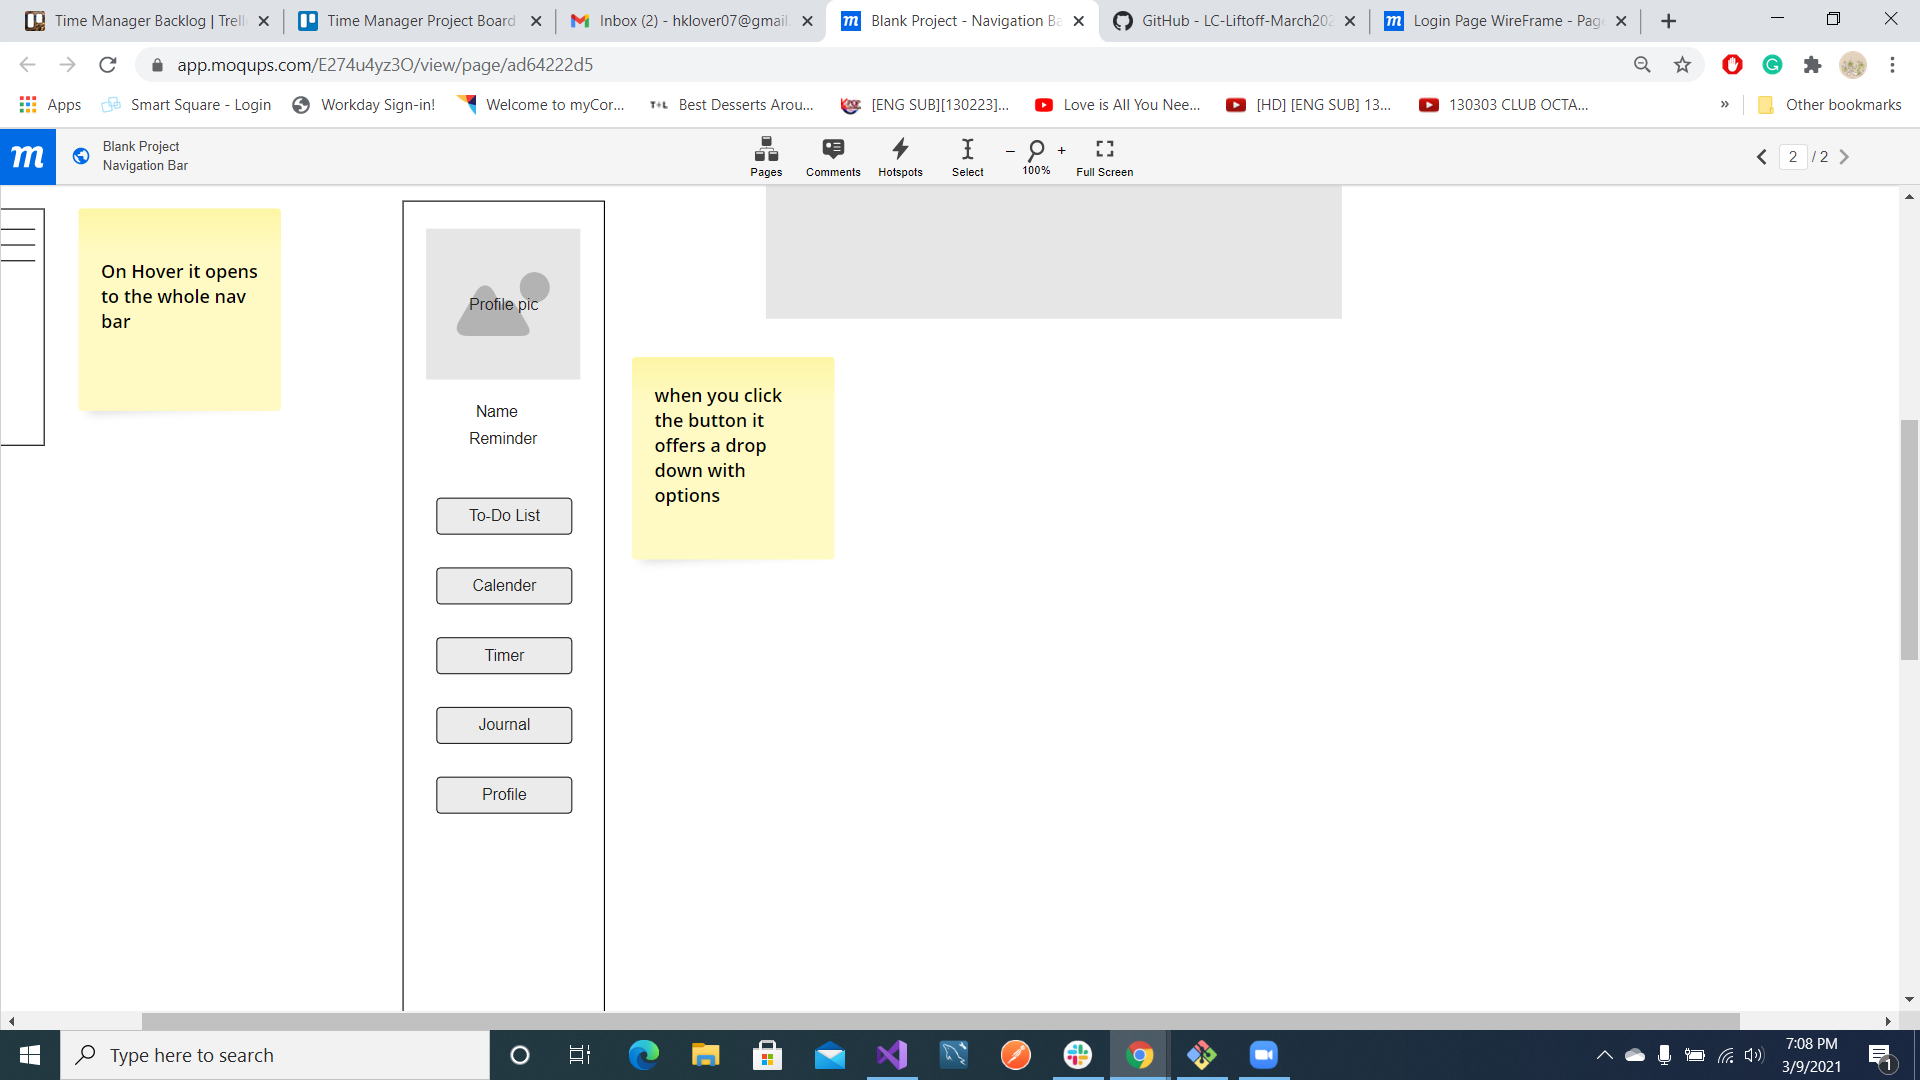 Time Manager Backlog | Trell
Time Manager Project Board
Inbox (2) - hklover07@gmail.
Blank Project - Navigation Ba
GitHub - LC-Liftoff-March202
Login Page WireFrame - Page
app.moqups.com/E274u4yz3O/view/page/ad64222d5
Apps
Smart Square - Login
Workday Sign-in!
Welcome to myCor...
T+L
Best Desserts Arou...
[ENG SUB][130223]...
Love is All You Nee...
[HD] [ENG SUB] 13...
130303 CLUB OCTA...
»
Other bookmarks
m
Blank Project
Navigation Bar
Pages
Comments
Hotspots
Select
– 100% +
Full Screen
2 / 2
On Hover it opens
to the whole nav
bar
Profile pic
Name
Reminder
To-Do List
Calender
Timer
Journal
Profile
when you click
the button it
offers a drop
down with
options
Type here to search
7:08 PM
3/9/2021
1